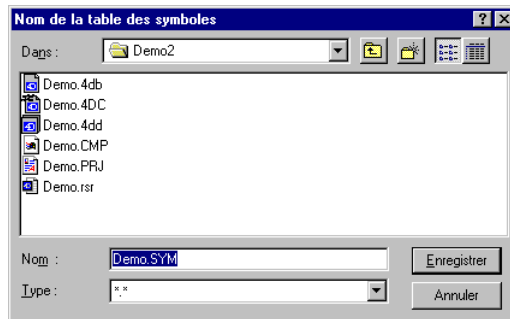 Nom de la table des symboles
Dans :
Demo2
Demo.4db
Demo.4DC
Demo.4dd
Demo.CMP
Demo.PRJ
Demo.rsr
Nom :
Demo.SYM
Enregistrer
Type :
*.*
Annuler